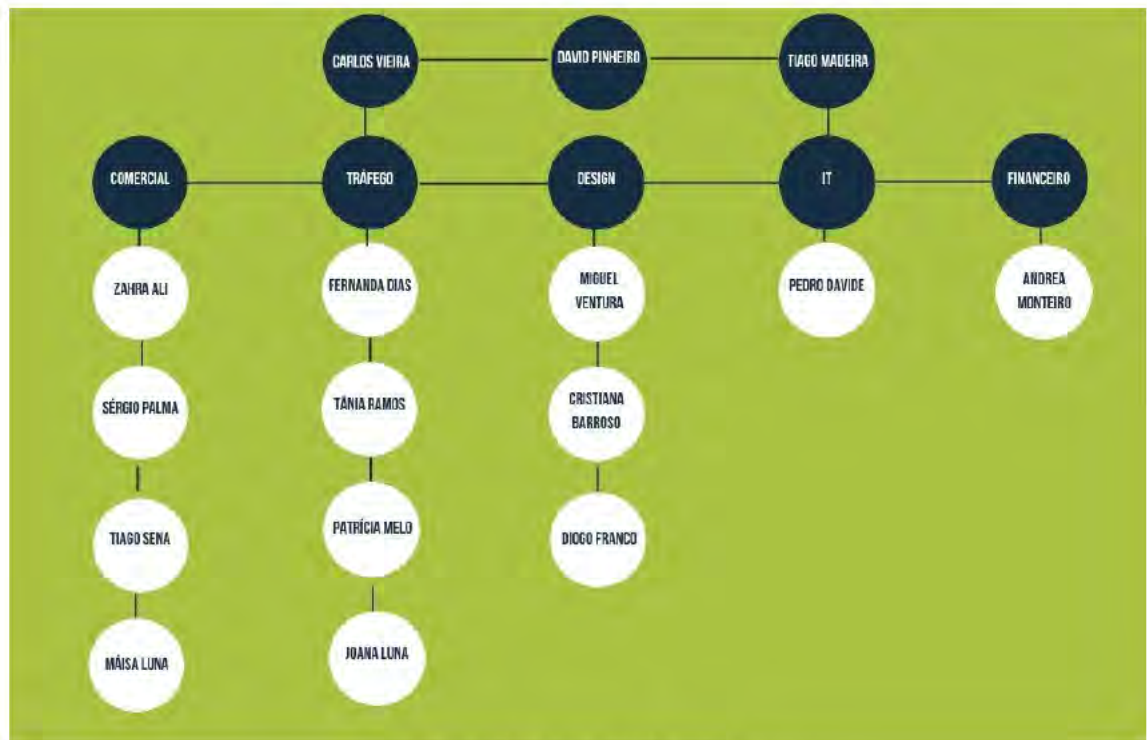 CARLOS VIEIRA
DAVID PINHEIRO
TIAGO MADEIRA
COMERCIAL
TRÁFEGO
DESIGN
IT
FINANCEIRO
ZAHRA ALI
FERNANDA DIAS
MIGUEL
VENTURA
PEDRO DAVIDE
ANDREA
MONTEIRO
SÉRGIO PALMA
TÂNIA RAMOS
CRISTIANA
BARROSO
TIAGO SENA
PATRÍCIA MELO
DIOGO FRANCO
MÁISA LUNA
JOANA LUNA